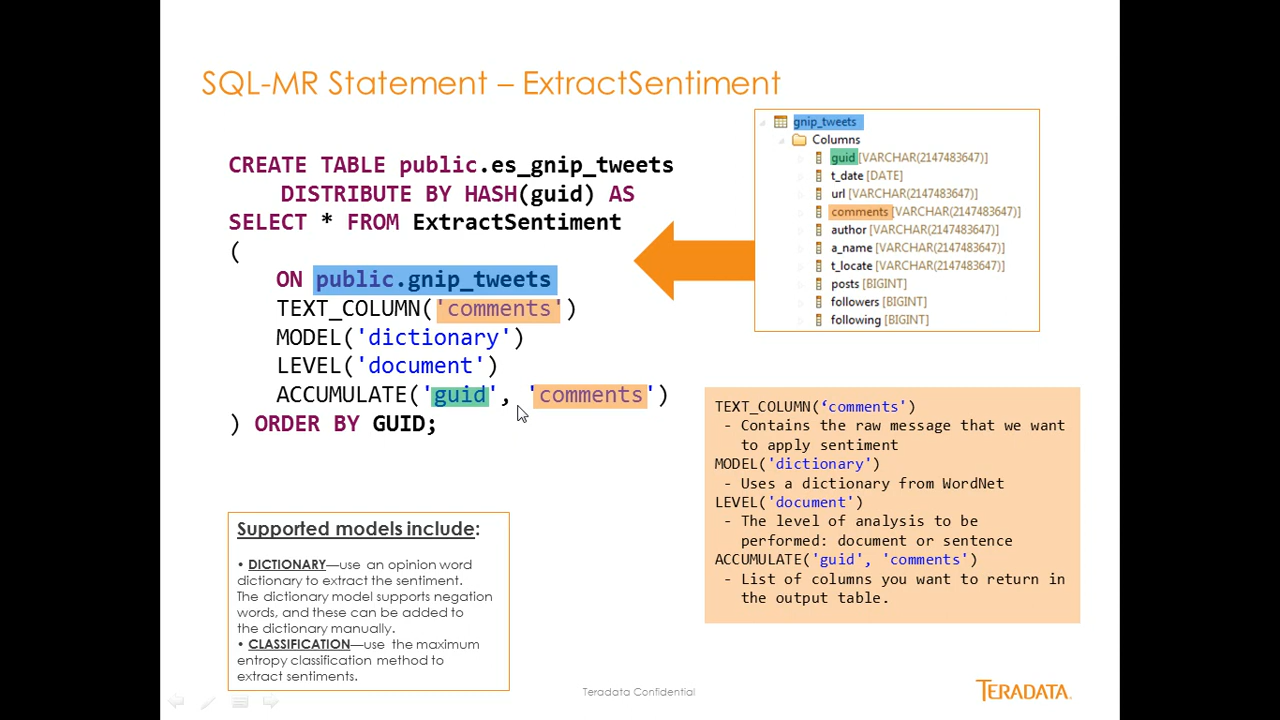 SQL-MR Statement – ExtractSentiment
CREATE TABLE public.es_gnip_tweets
DISTRIBUTE BY HASH(guid) AS
SELECT * FROM ExtractSentiment
(
ON public.gnip_tweets
TEXT_COLUMN('comments')
MODEL('dictionary')
LEVEL('document')
ACCUMULATE('guid', 'comments')
) ORDER BY GUID;
gnip_tweets
Columns
guid [VARCHAR(2147483647)]
t_date [DATE]
url [VARCHAR(2147483647)]
comments [VARCHAR(2147483647)]
author [VARCHAR(2147483647)]
a_name [VARCHAR(2147483647)]
t_locate [VARCHAR(2147483647)]
posts [BIGINT]
followers [BIGINT]
following [BIGINT]
TEXT_COLUMN(‘comments')
- Contains the raw message that we want
to apply sentiment
MODEL('dictionary')
- Uses a dictionary from WordNet
LEVEL('document')
- The level of analysis to be
performed: document or sentence
ACCUMULATE('guid', 'comments')
- List of columns you want to return in
the output table.
Supported models include:
• DICTIONARY—use an opinion word
dictionary to extract the sentiment.
The dictionary model supports negation
words, and these can be added to
the dictionary manually.
• CLASSIFICATION—use the maximum
entropy classification method to
extract sentiments.
Teradata Confidential
TERADATA.